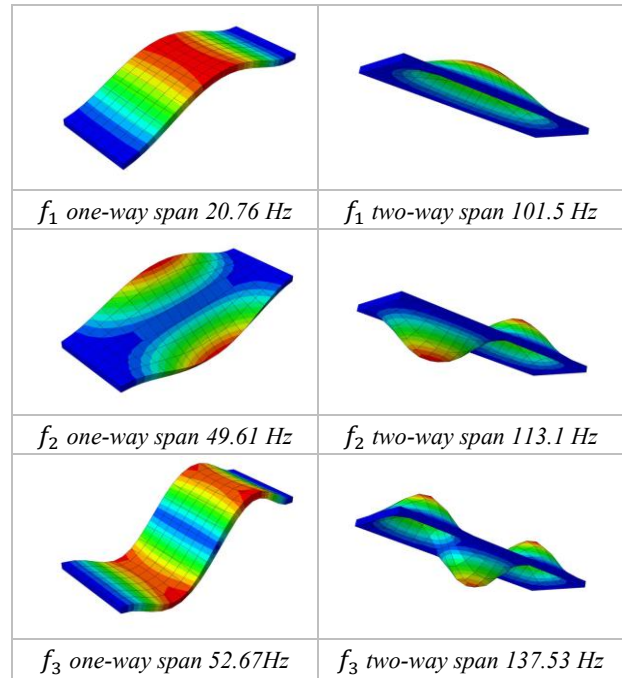 f₁ one-way span 20.76 Hz
f₁ two-way span 101.5 Hz
f₂ one-way span 49.61 Hz
f₂ two-way span 113.1 Hz
f₃ one-way span 52.67Hz
f₃ two-way span 137.53 Hz